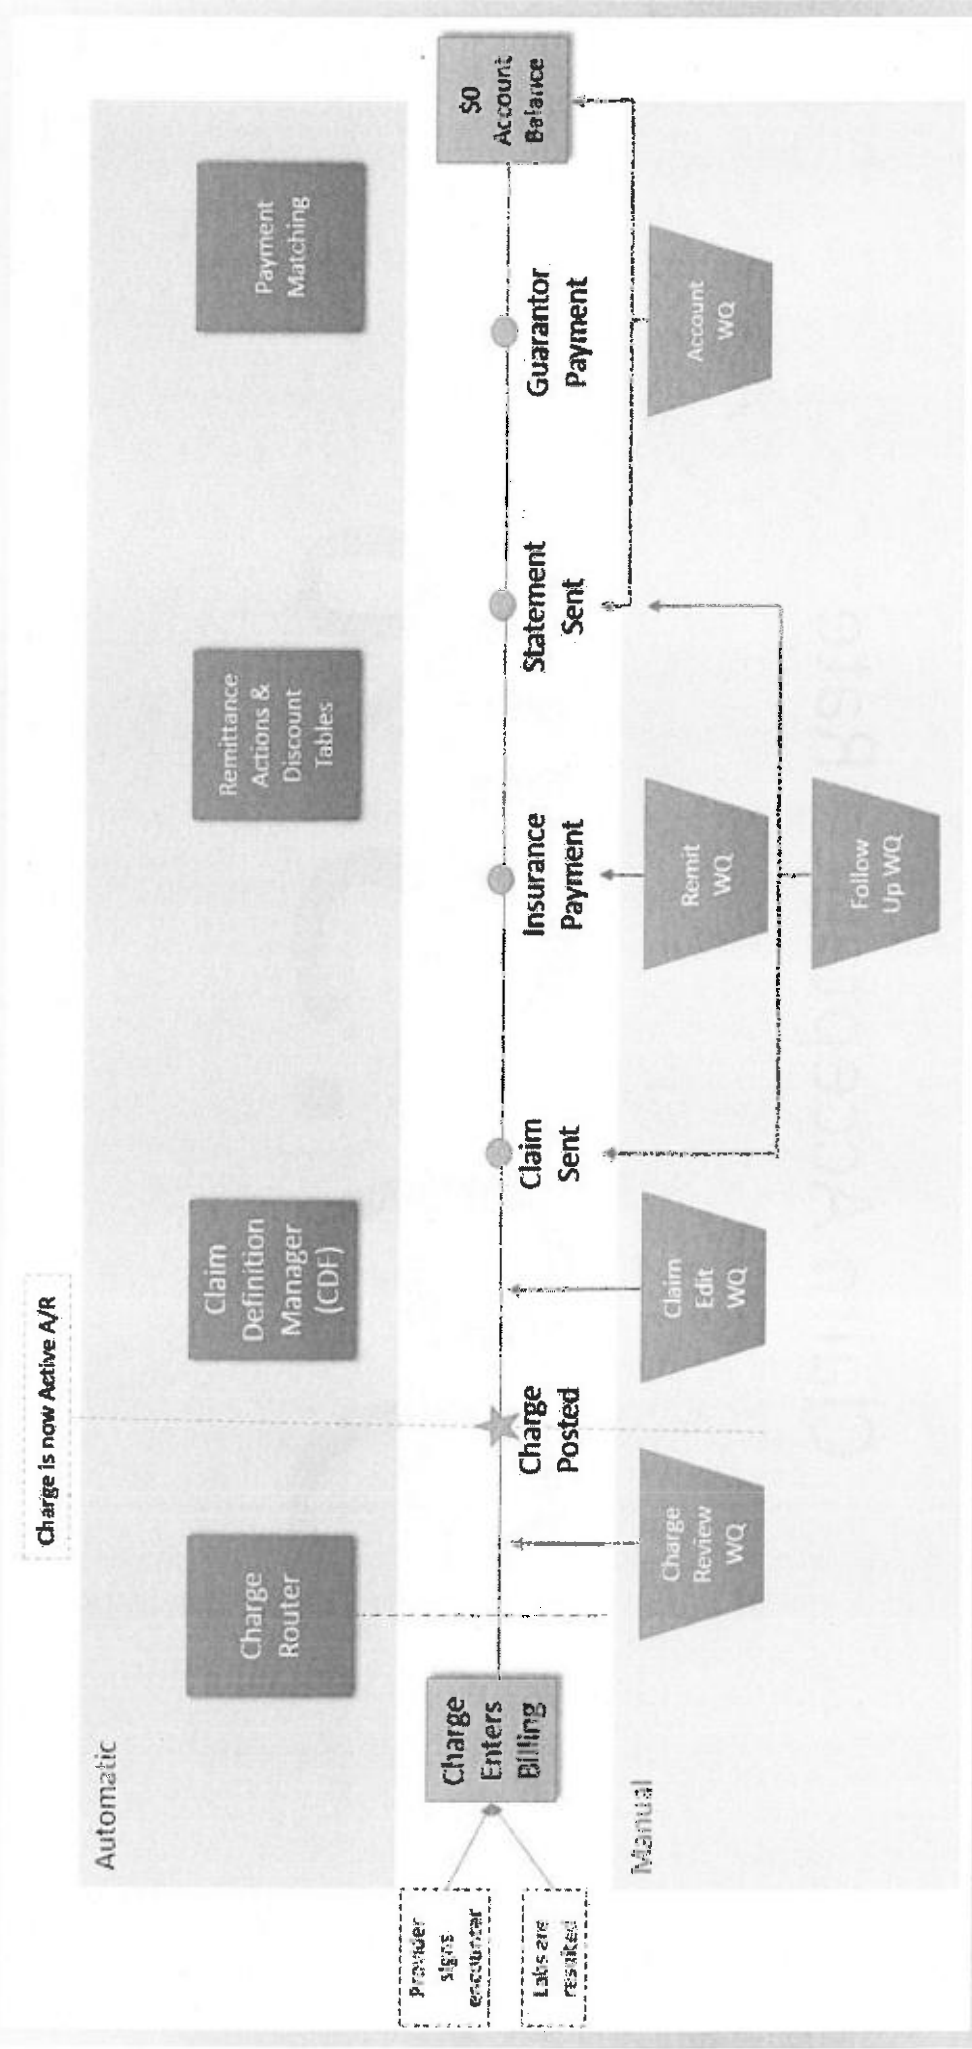 Charge is now Active A/R
Automatic
Charge
Router
Claim
Definition
Manager
(CDF)
Remittance
Actions &
Discount
Tables
Payment
Matching
Provider
signs
encounter
Labs are
resulted
Charge
Enters
Billing
Charge
Posted
Claim
Sent
Insurance
Payment
Statement
Sent
Guarantor
Payment
$0
Account
Balance
Manual
Charge
Review
WQ
Claim
Edit
WQ
Remit
WQ
Follow
Up WQ
Account
WQ